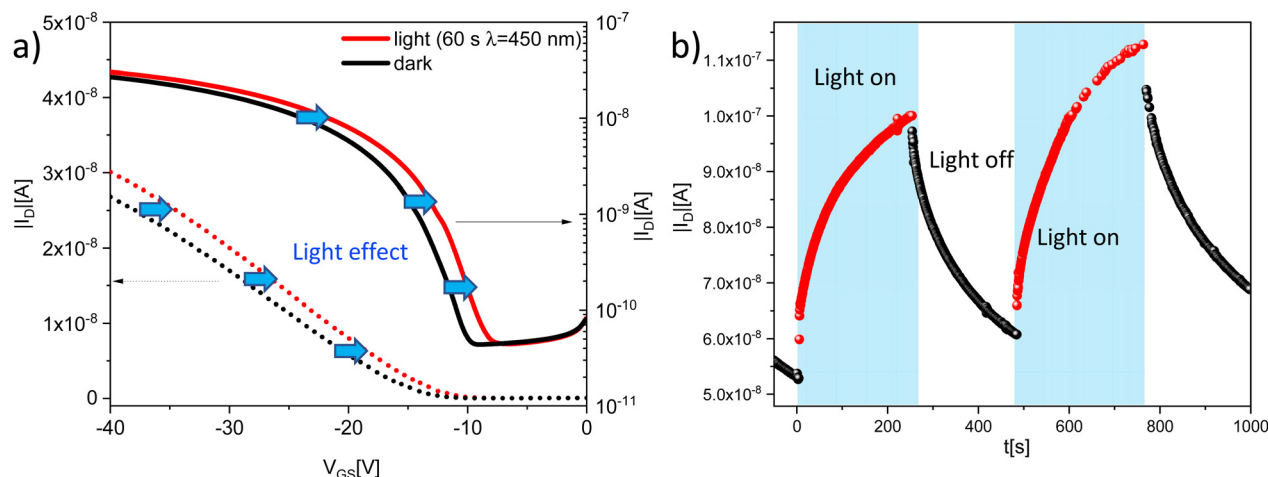 a)
5x10⁻⁸
4x10⁻⁸
3x10⁻⁸
2x10⁻⁸
1x10⁻⁸
0
|I_D|[A]
light (60 s λ=450 nm)
dark
Light effect
10⁻⁷
10⁻⁸
10⁻⁹
10⁻¹⁰
10⁻¹¹
||I_D|[A]
-40
-30
-20
-10
0
V_GS[V]
b)
1.1x10⁻⁷
1.0x10⁻⁷
9.0x10⁻⁸
8.0x10⁻⁸
7.0x10⁻⁸
6.0x10⁻⁸
5.0x10⁻⁸
|I_D|[A]
Light on
Light off
Light on
0
200
400
600
800
1000
t[s]